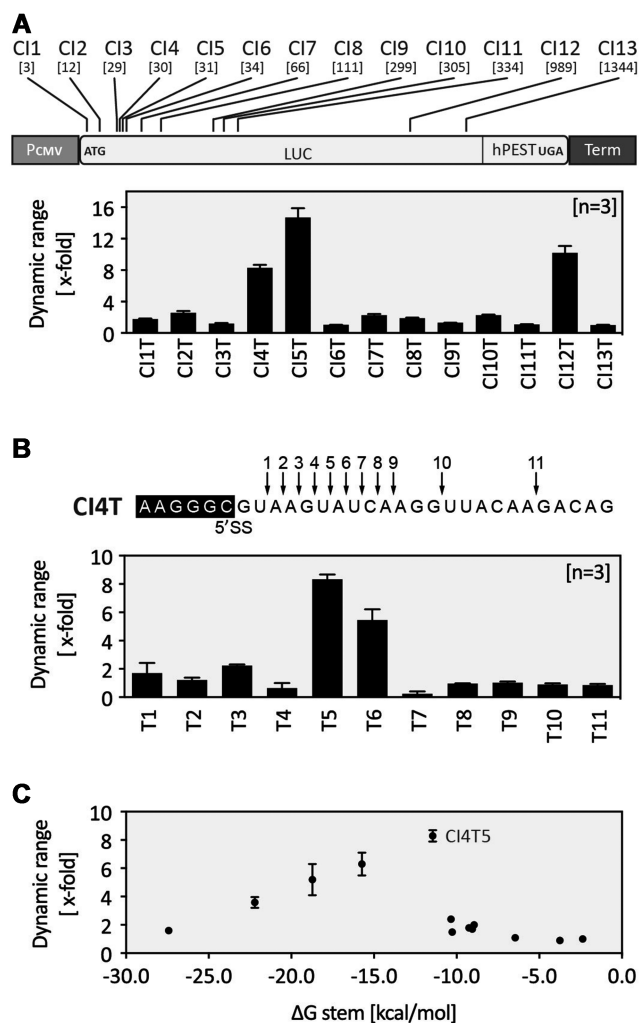 A
CI1 CI2 CI3 CI4 CI5 CI6 CI7 CI8 CI9 CI10 CI11 CI12 CI13
[3] [12] [29] [30] [31] [34] [66] [111] [299] [305] [334] [989] [1344]
PCMV ATG LUC hPEST UGA Term
Dynamic range
[ x-fold]
[n=3]
16
12
8
4
0
CI1T CI2T CI3T CI4T CI5T CI6T CI7T CI8T CI9T CI10T CI11T CI12T CI13T
B
1 2 3 4 5 6 7 8 9 10 11
CI4T AAGGGCGUAAGUAUCAAGGUUACAAGACAG
5'SS
Dynamic range
[ x-fold]
[n=3]
10
8
6
4
2
0
T1 T2 T3 T4 T5 T6 T7 T8 T9 T10 T11
C
Dynamic range
[ x-fold]
10
8
6
4
2
0
CI4T5
-30.0 -25.0 -20.0 -15.0 -10.0 -5.0 0.0
ΔG stem [kcal/mol]